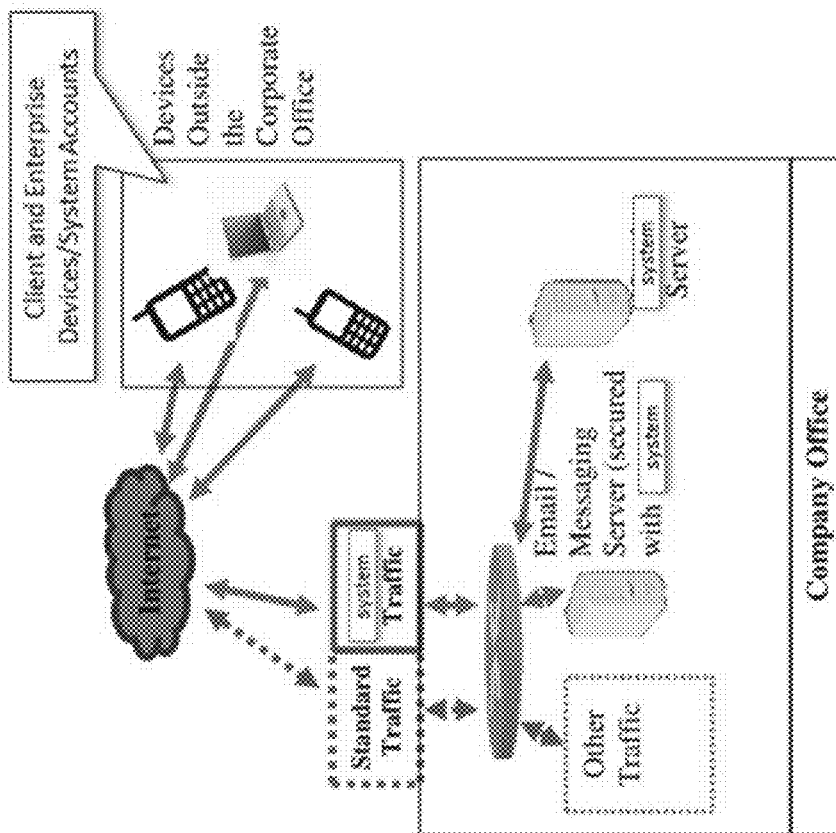 Client and Enterprise
Devices/System Accounts
Devices
Outside
the
Corporate
Office
Internet
Standard
Traffic
system
Traffic
Email /
Messaging
Server (secured
with system
system
Server
Other
Traffic
Company Office